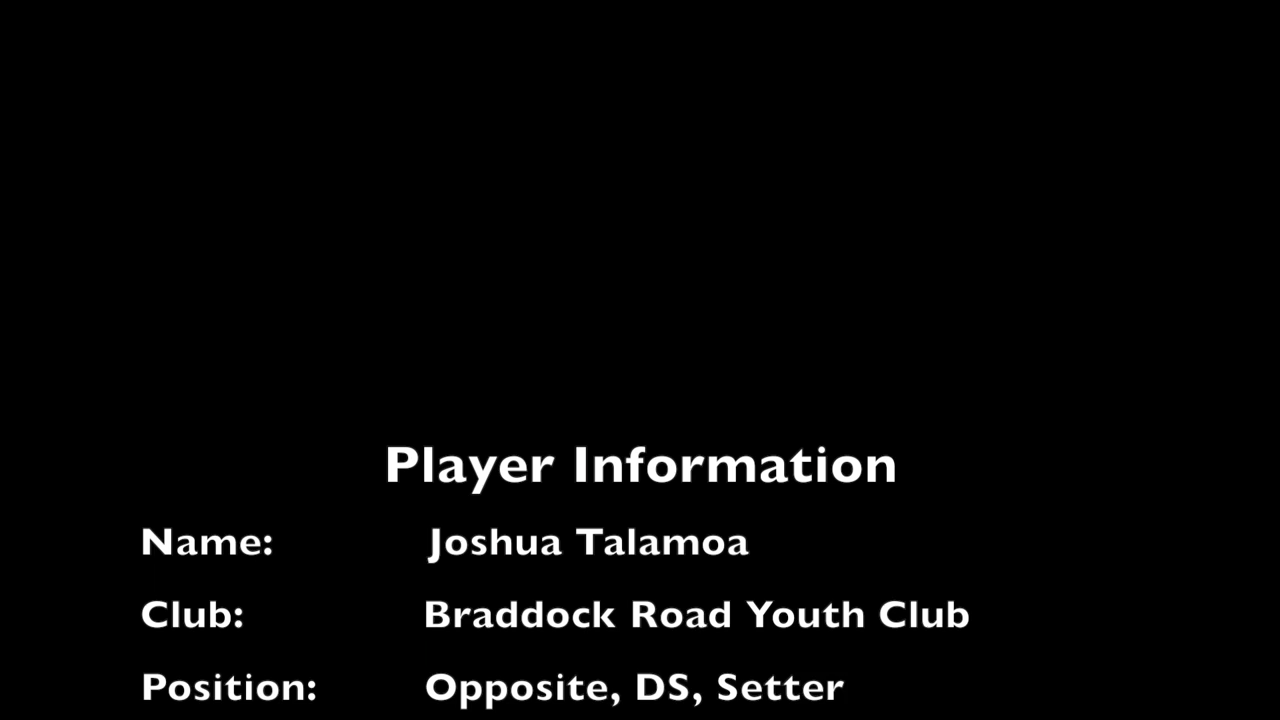 Player Information
Name: Joshua Talamoa
Club: Braddock Road Youth Club
Position: Opposite, DS, Setter